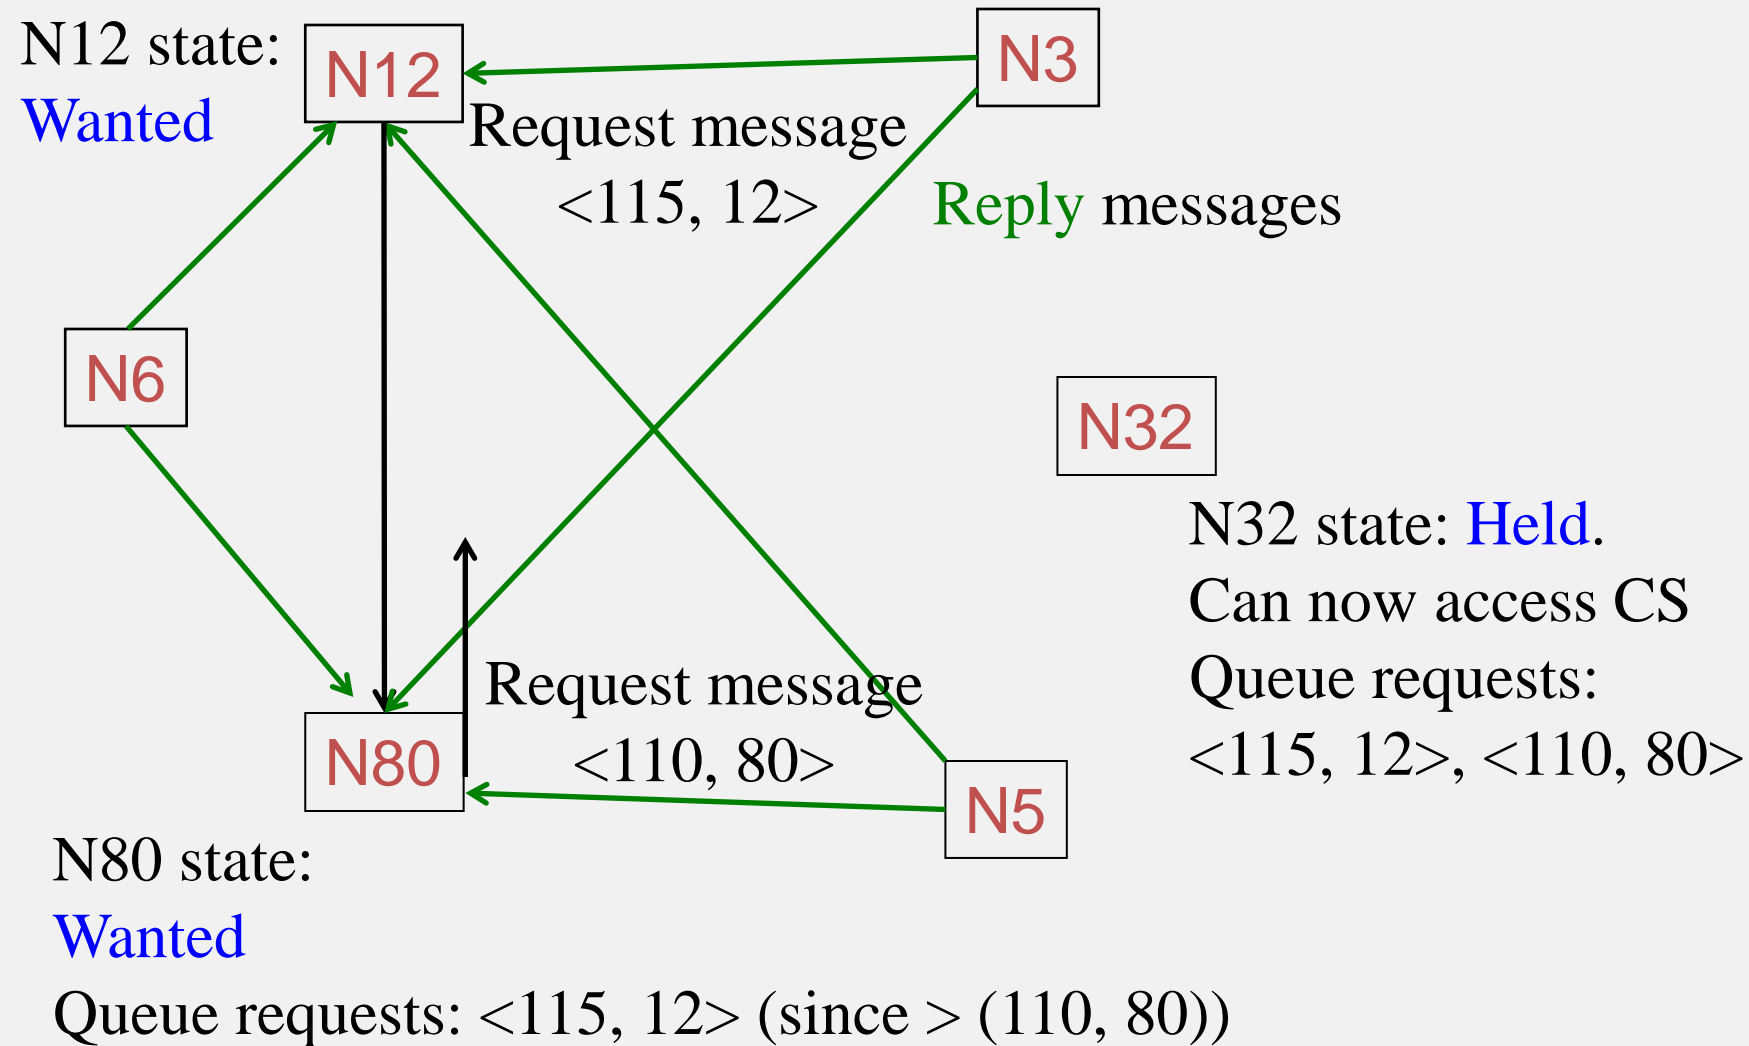 N12 state:
Wanted
N12
N3
Request message
<115, 12>
Reply messages
N6
N32
N32 state: Held.
Can now access CS
Queue requests:
<115, 12>, <110, 80>
Request message
<110, 80>
N80
N5
N80 state:
Wanted
Queue requests: <115, 12> (since > (110, 80))